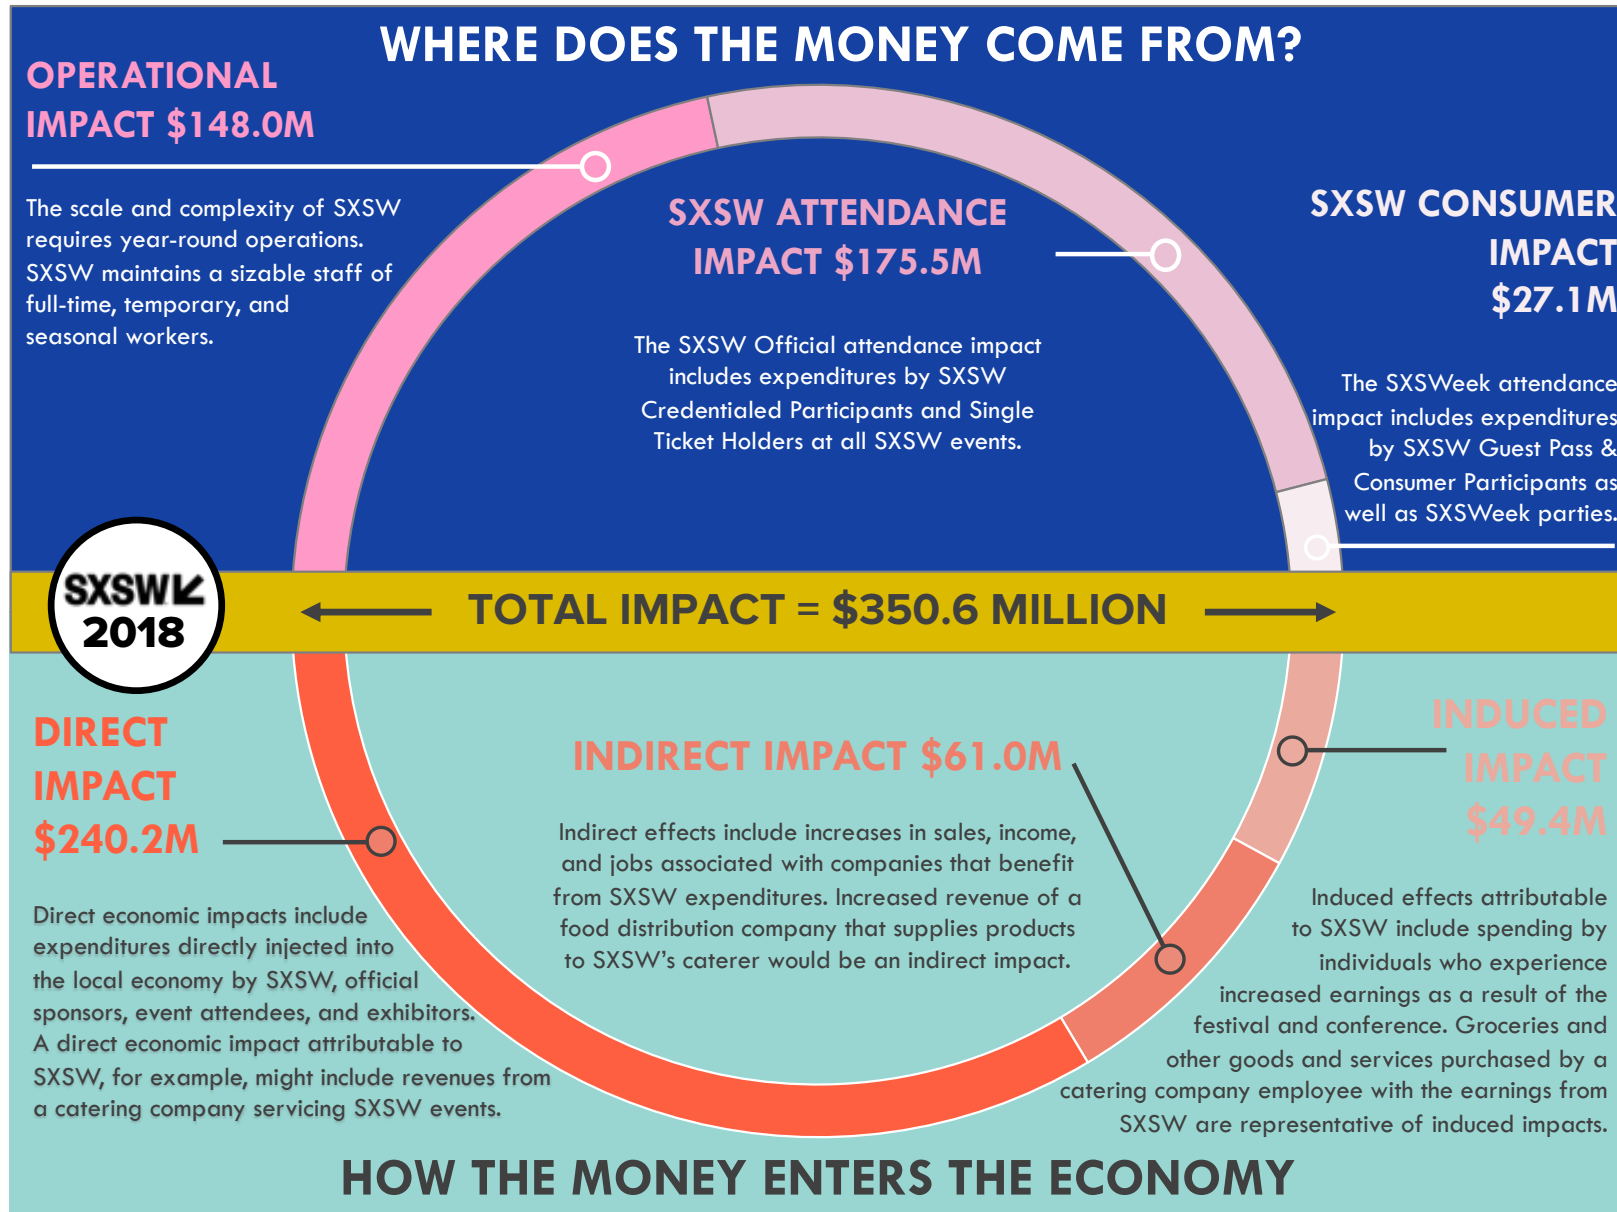 WHERE DOES THE MONEY COME FROM?
OPERATIONAL
IMPACT $148.0M
The scale and complexity of SXSW
requires year-round operations.
SXSW maintains a sizable staff of
full-time, temporary, and
seasonal workers.
SXSW ATTENDANCE
IMPACT $175.5M
The SXSW Official attendance impact
includes expenditures by SXSW
Credentialed Participants and Single
Ticket Holders at all SXSW events.
SXSW CONSUMER
IMPACT
$27.1M
The SXSWeek attendance
impact includes expenditures
by SXSW Guest Pass &
Consumer Participants as
well as SXSWeek parties.
SXSW
2018
TOTAL IMPACT = $350.6 MILLION
DIRECT
IMPACT
$240.2M
Direct economic impacts include
expenditures directly injected into
the local economy by SXSW, official
sponsors, event attendees, and exhibitors.
A direct economic impact attributable to
SXSW, for example, might include revenues from
a catering company servicing SXSW events.
INDIRECT IMPACT $61.0M
Indirect effects include increases in sales, income,
and jobs associated with companies that benefit
from SXSW expenditures. Increased revenue of a
food distribution company that supplies products
to SXSW’s caterer would be an indirect impact.
INDUCED
IMPACT
$49.4M
Induced effects attributable
to SXSW include spending by
individuals who experience
increased earnings as a result of the
festival and conference. Groceries and
other goods and services purchased by a
catering company employee with the earnings from
SXSW are representative of induced impacts.
HOW THE MONEY ENTERS THE ECONOMY